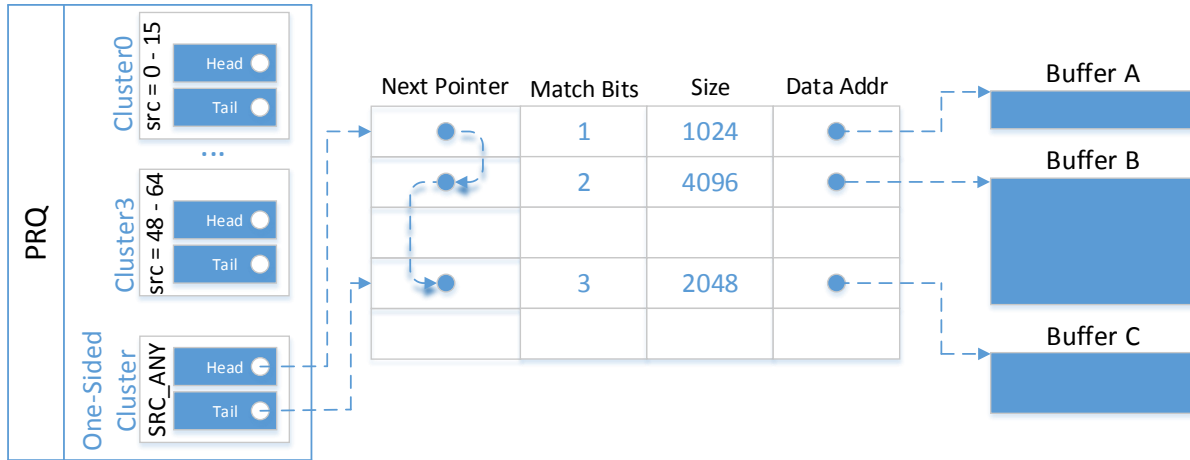 PRQ
Cluster0
src = 0 - 15
Head
Tail
...
Cluster3
src = 48 - 64
Head
Tail
One-Sided
Cluster
SRC_ANY
Head
Tail
Next Pointer Match Bits Size Data Addr
1 1024
2 4096
3 2048
Buffer A
Buffer B
Buffer C